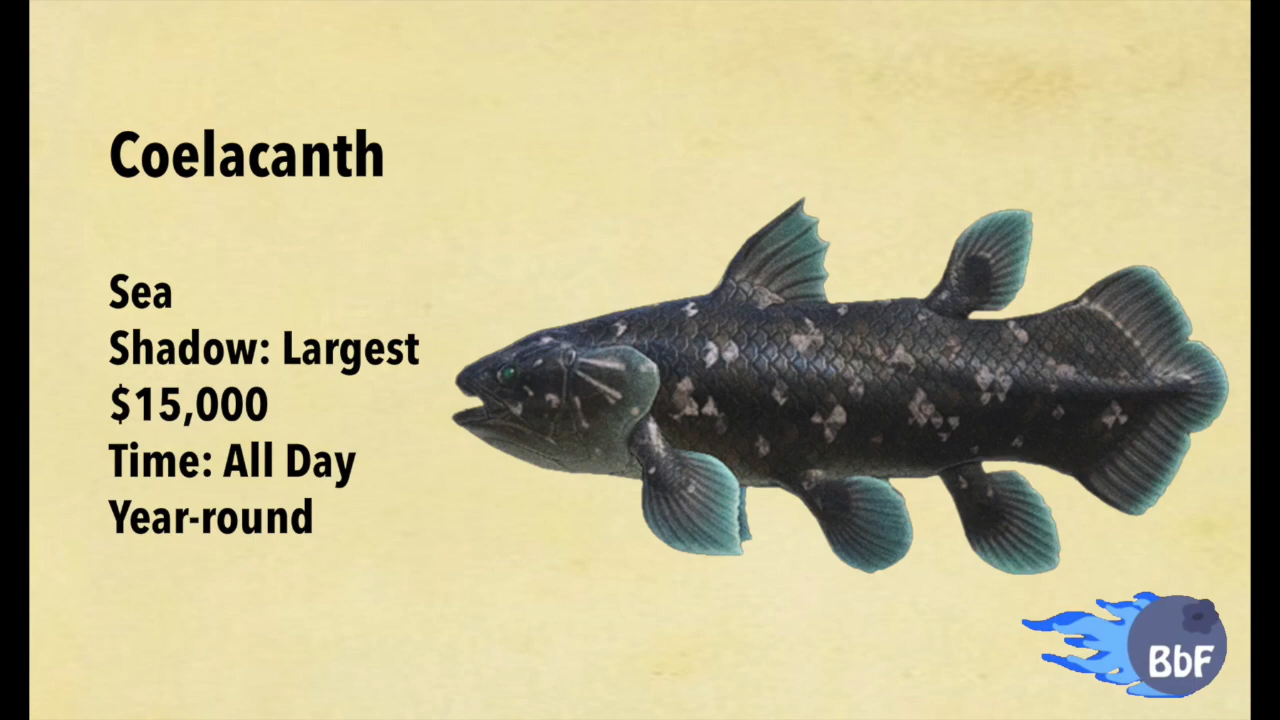 Coelacanth
Sea
Shadow: Largest
$15,000
Time: All Day
Year-round
BbF